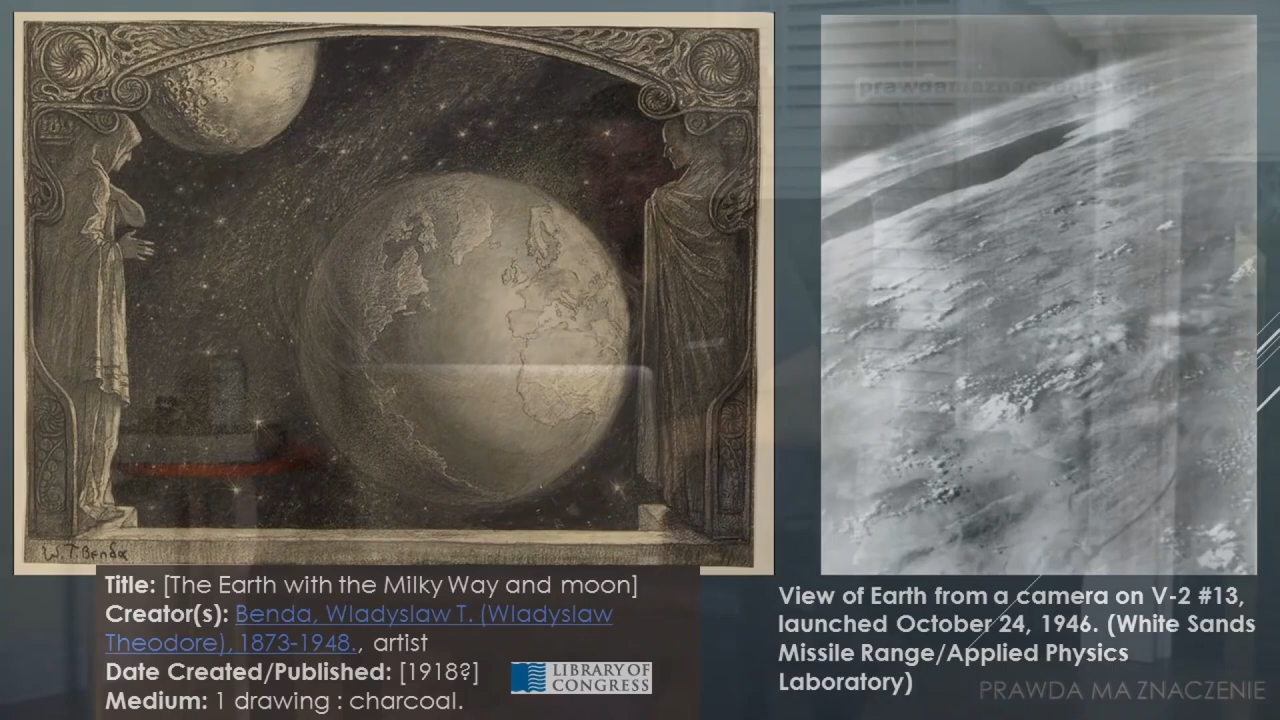 prawdamaznaczenie.org
W.T. Benda
Title: [The Earth with the Milky Way and moon]
Creator(s): Benda, Wladyslaw T. (Wladyslaw
Theodore), 1873-1948., artist
Date Created/Published: [1918?]
Medium: 1 drawing : charcoal.
LIBRARY OF
CONGRESS
View of Earth from a camera on V-2 #13,
launched October 24, 1946. (White Sands
Missile Range/Applied Physics
Laboratory)
PRAWDA MA ZNACZENIE